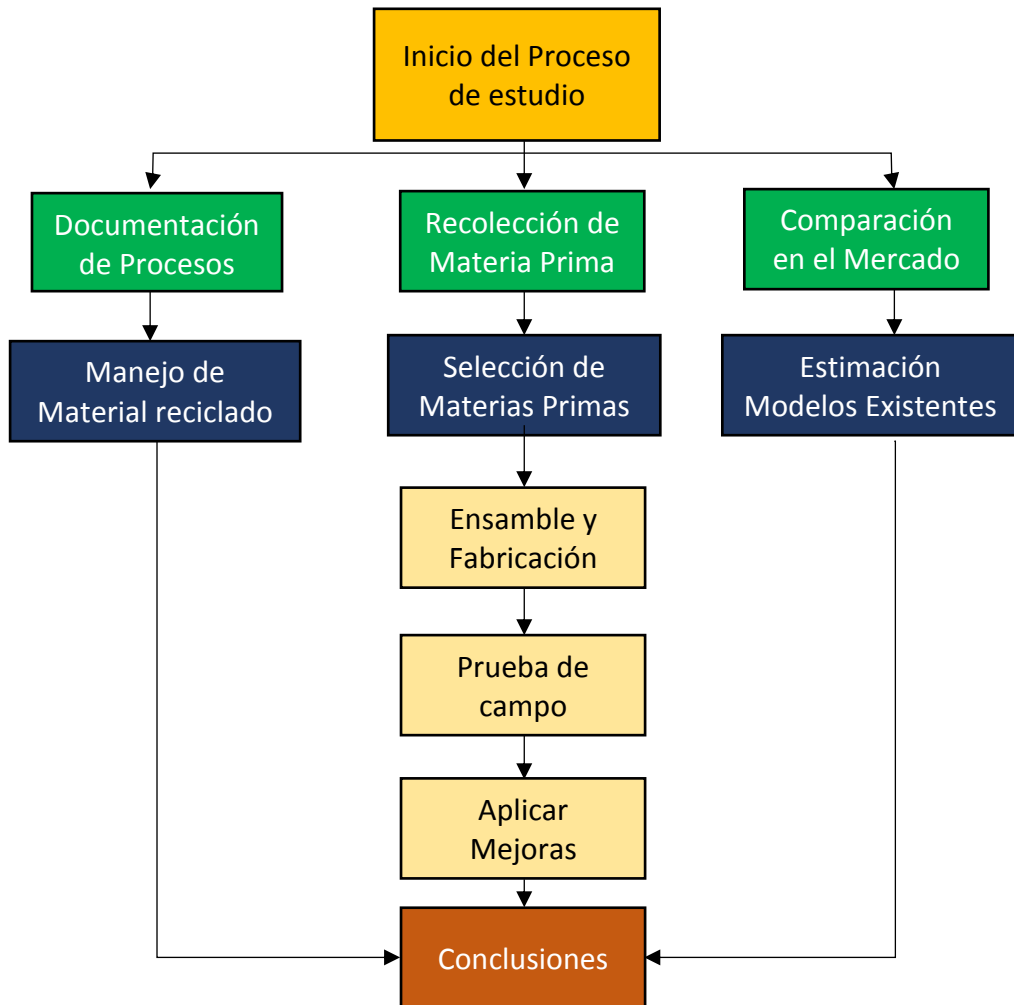 Inicio del Proceso
de estudio
Documentación
de Procesos
Recolección de
Materia Prima
Comparación
en el Mercado
Manejo de
Material reciclado
Selección de
Materias Primas
Estimación
Modelos Existentes
Ensamble y
Fabricación
Prueba de
campo
Aplicar
Mejoras
Conclusiones